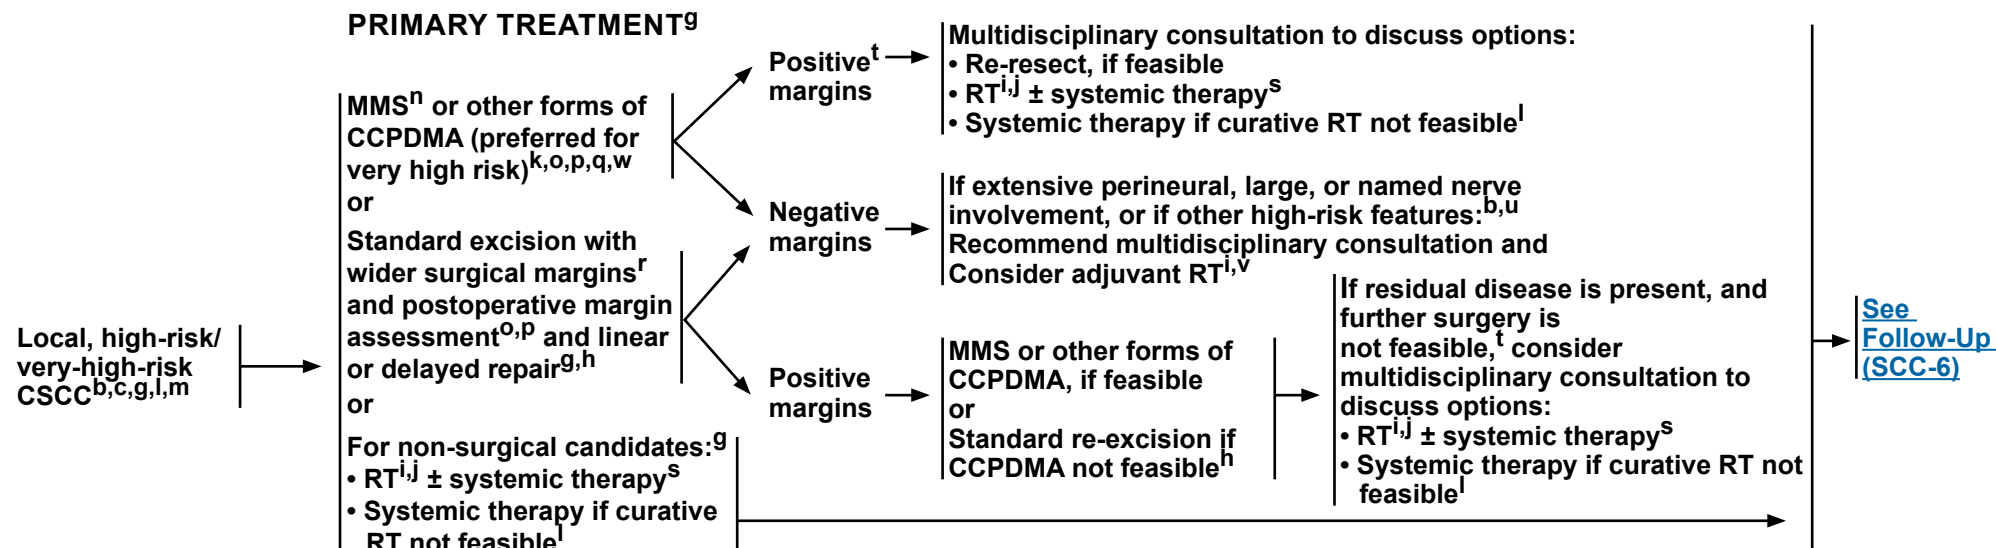 PRIMARY TREATMENTg
Local, high-risk/
very-high-risk
CSCCb,c,g,l,m
MMSn or other forms of
CCPDMA (preferred for
very high risk)k,o,p,q,w
or
Standard excision with
wider surgical marginsr
and postoperative margin
assessmento,p and linear
or delayed repairg,h
or
For non-surgical candidates:g
• RTi,j ± systemic therapys
• Systemic therapy if curative
RT not feasiblel
Positivet
margins
Negative
margins
Positive
margins
Multidisciplinary consultation to discuss options:
• Re-resect, if feasible
• RTi,j ± systemic therapys
• Systemic therapy if curative RT not feasiblel
If extensive perineural, large, or named nerve
involvement, or if other high-risk features:b,u
Recommend multidisciplinary consultation and
Consider adjuvant RTi,v
MMS or other forms of
CCPDMA, if feasible
or
Standard re-excision if
CCPDMA not feasibleh
If residual disease is present, and
further surgery is
not feasible,t consider
multidisciplinary consultation to
discuss options:
• RTi,j ± systemic therapys
• Systemic therapy if curative RT not
feasiblel
See
Follow-Up
(SCC-6)